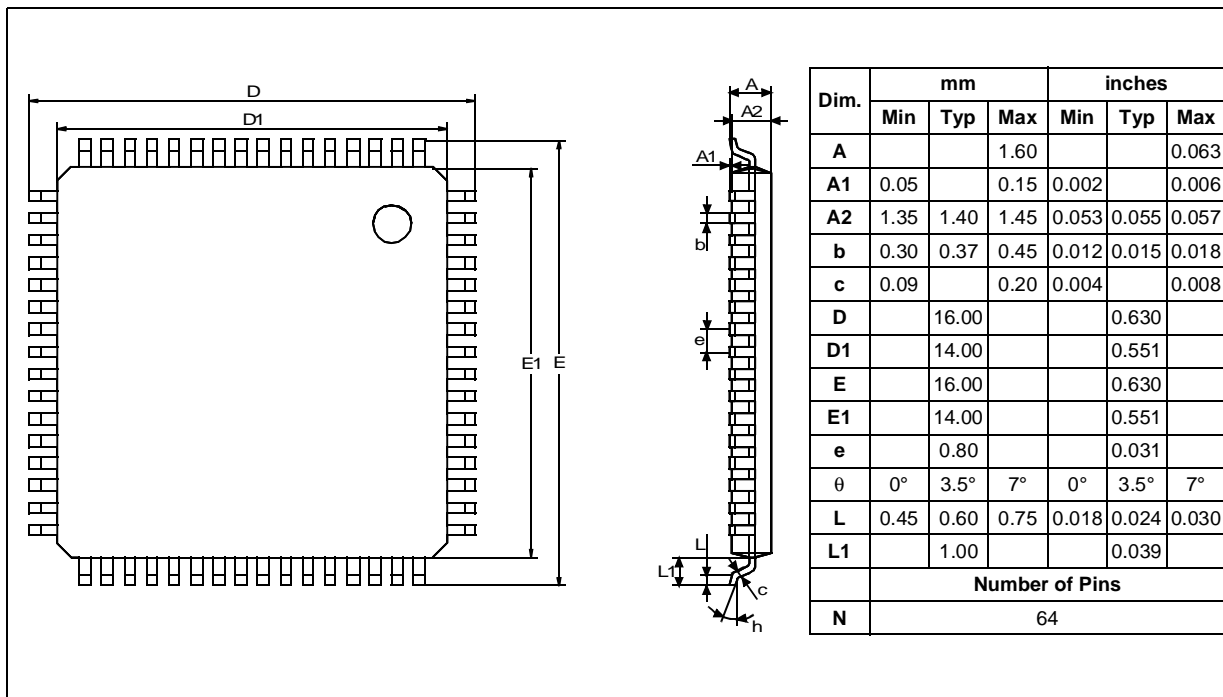 D
D1
E1
E
A
A2
A1
b
e
L
L1
c
h
Dim. mm inches
Min Typ Max Min Typ Max
A 1.60 0.063
A1 0.05 0.15 0.002 0.006
A2 1.35 1.40 1.45 0.053 0.055 0.057
b 0.30 0.37 0.45 0.012 0.015 0.018
c 0.09 0.20 0.004 0.008
D 16.00 0.630
D1 14.00 0.551
E 16.00 0.630
E1 14.00 0.551
e 0.80 0.031
θ 0° 3.5° 7° 0° 3.5° 7°
L 0.45 0.60 0.75 0.018 0.024 0.030
L1 1.00 0.039
Number of Pins
N 64